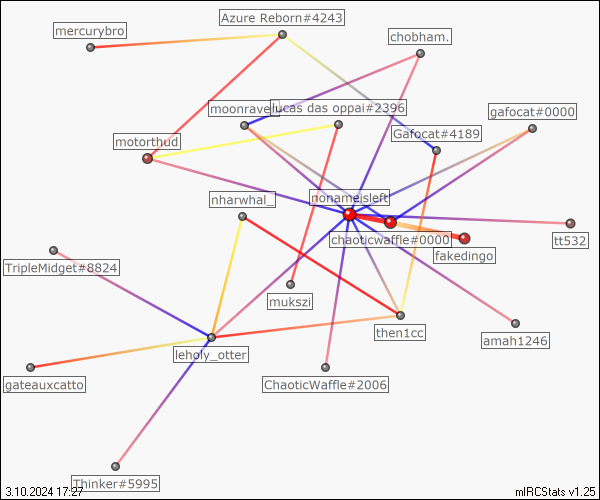 Azure Reborn#4243
mercurybro
chobham.
moonravel
lucas das oppai#2396
gafocat#0000
motorthud
Gafocat#4189
nharwhal_
nonameisleft
chaoticwaffle#0000
tt532
fakedingo
TripleMidget#8824
mukszi
then1cc
amah1246
leholy_otter
gateauxcatto
ChaoticWaffle#2006
Thinker#5995
3.10.2024 17:27
mIRCStats v1.25